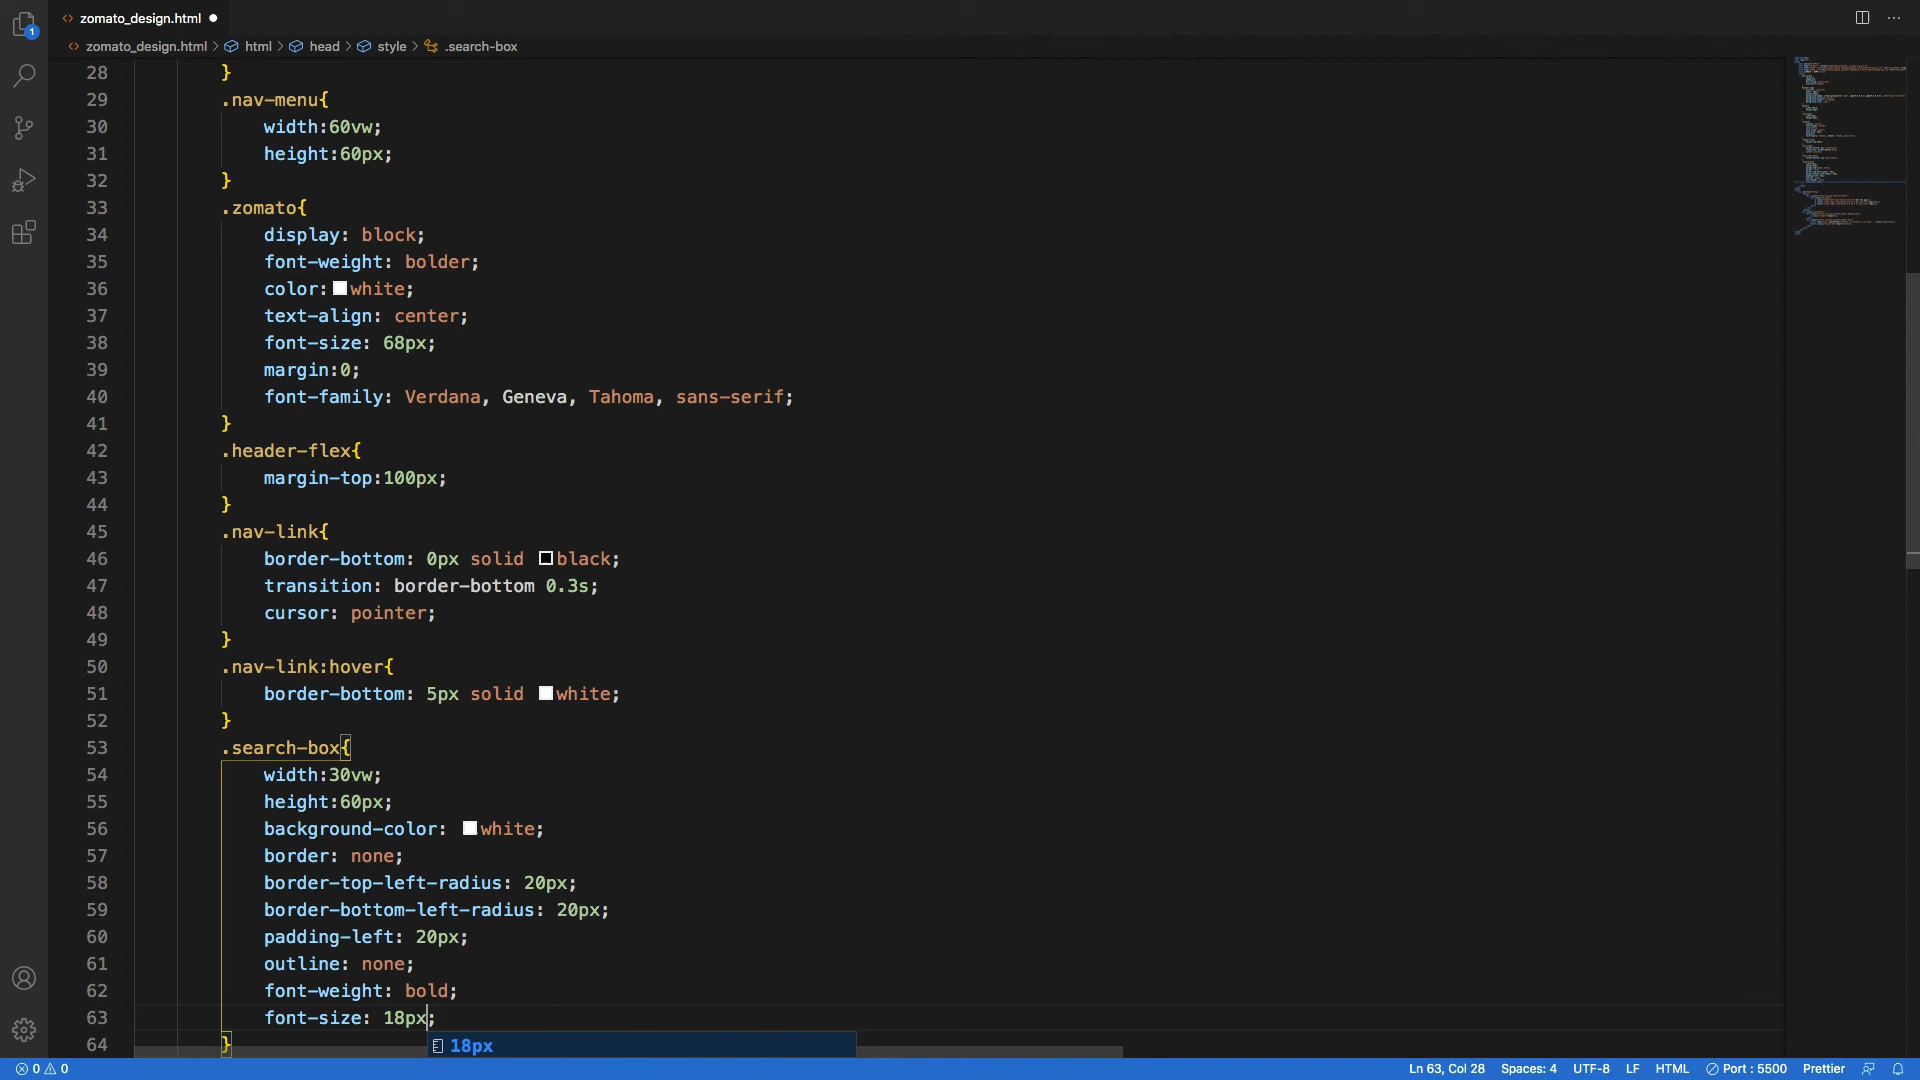 zomato_design.html
zomato_design.html > html > head > style > .search-box
1
28 }
29 .nav-menu{
30 width:60vw;
31 height:60px;
32 }
33 .zomato{
34 display: block;
35 font-weight: bolder;
36 color: white;
37 text-align: center;
38 font-size: 68px;
39 margin:0;
40 font-family: Verdana, Geneva, Tahoma, sans-serif;
41 }
42 .header-flex{
43 margin-top:100px;
44 }
45 .nav-link{
46 border-bottom: 0px solid black;
47 transition: border-bottom 0.3s;
48 cursor: pointer;
49 }
50 .nav-link:hover{
51 border-bottom: 5px solid white;
52 }
53 .search-box{
54 width:30vw;
55 height:60px;
56 background-color: white;
57 border: none;
58 border-top-left-radius: 20px;
59 border-bottom-left-radius: 20px;
60 padding-left: 20px;
61 outline: none;
62 font-weight: bold;
63 font-size: 18px;
64 }
18px
0 0 Ln 63, Col 28 Spaces: 4 UTF-8 LF HTML Port : 5500 Prettier